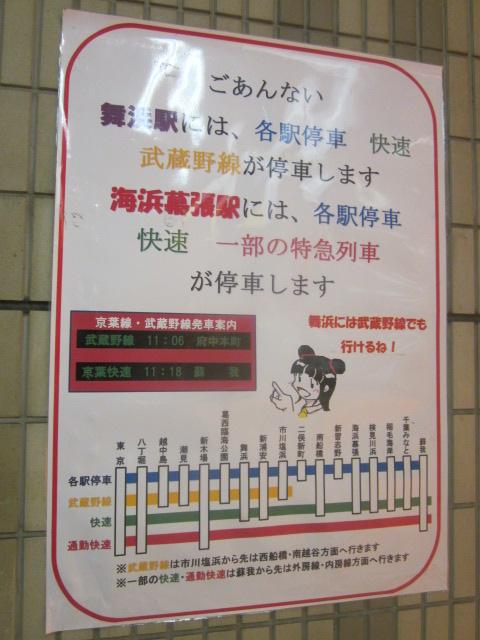 ごあんない
舞浜駅には、各駅停車　快速
武蔵野線が停車します
海浜幕張駅には、各駅停車
快速　一部の特急列車
が停車します
京葉線・武蔵野線発車案内
武蔵野線　11：06　府中本町
京葉快速　11：18　蘇　我
舞浜には武蔵野線でも
行けるね！
東京
八丁堀
越中島
潮見
新木場
葛西臨海公園
舞浜
新浦安
市川塩浜
二俣新町
南船橋
新習志野
海浜幕張
検見川浜
稲毛海岸
千葉みなと
蘇我
各駅停車
武蔵野線
快速
通勤快速
※武蔵野線は市川塩浜から先は西船橋・南越谷方面へ行きます
※一部の快速・通勤快速は蘇我から先は外房線・内房線方面へ行きます